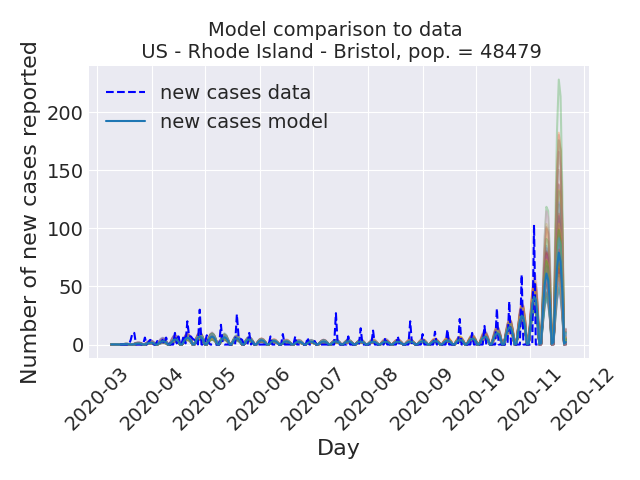 Model comparison to data
US - Rhode Island - Bristol, pop. = 48479
Number of new cases reported
200
150
100
50
0
new cases data
new cases model
2020-03
2020-04
2020-05
2020-06
2020-07
2020-08
2020-09
2020-10
2020-11
2020-12
Day